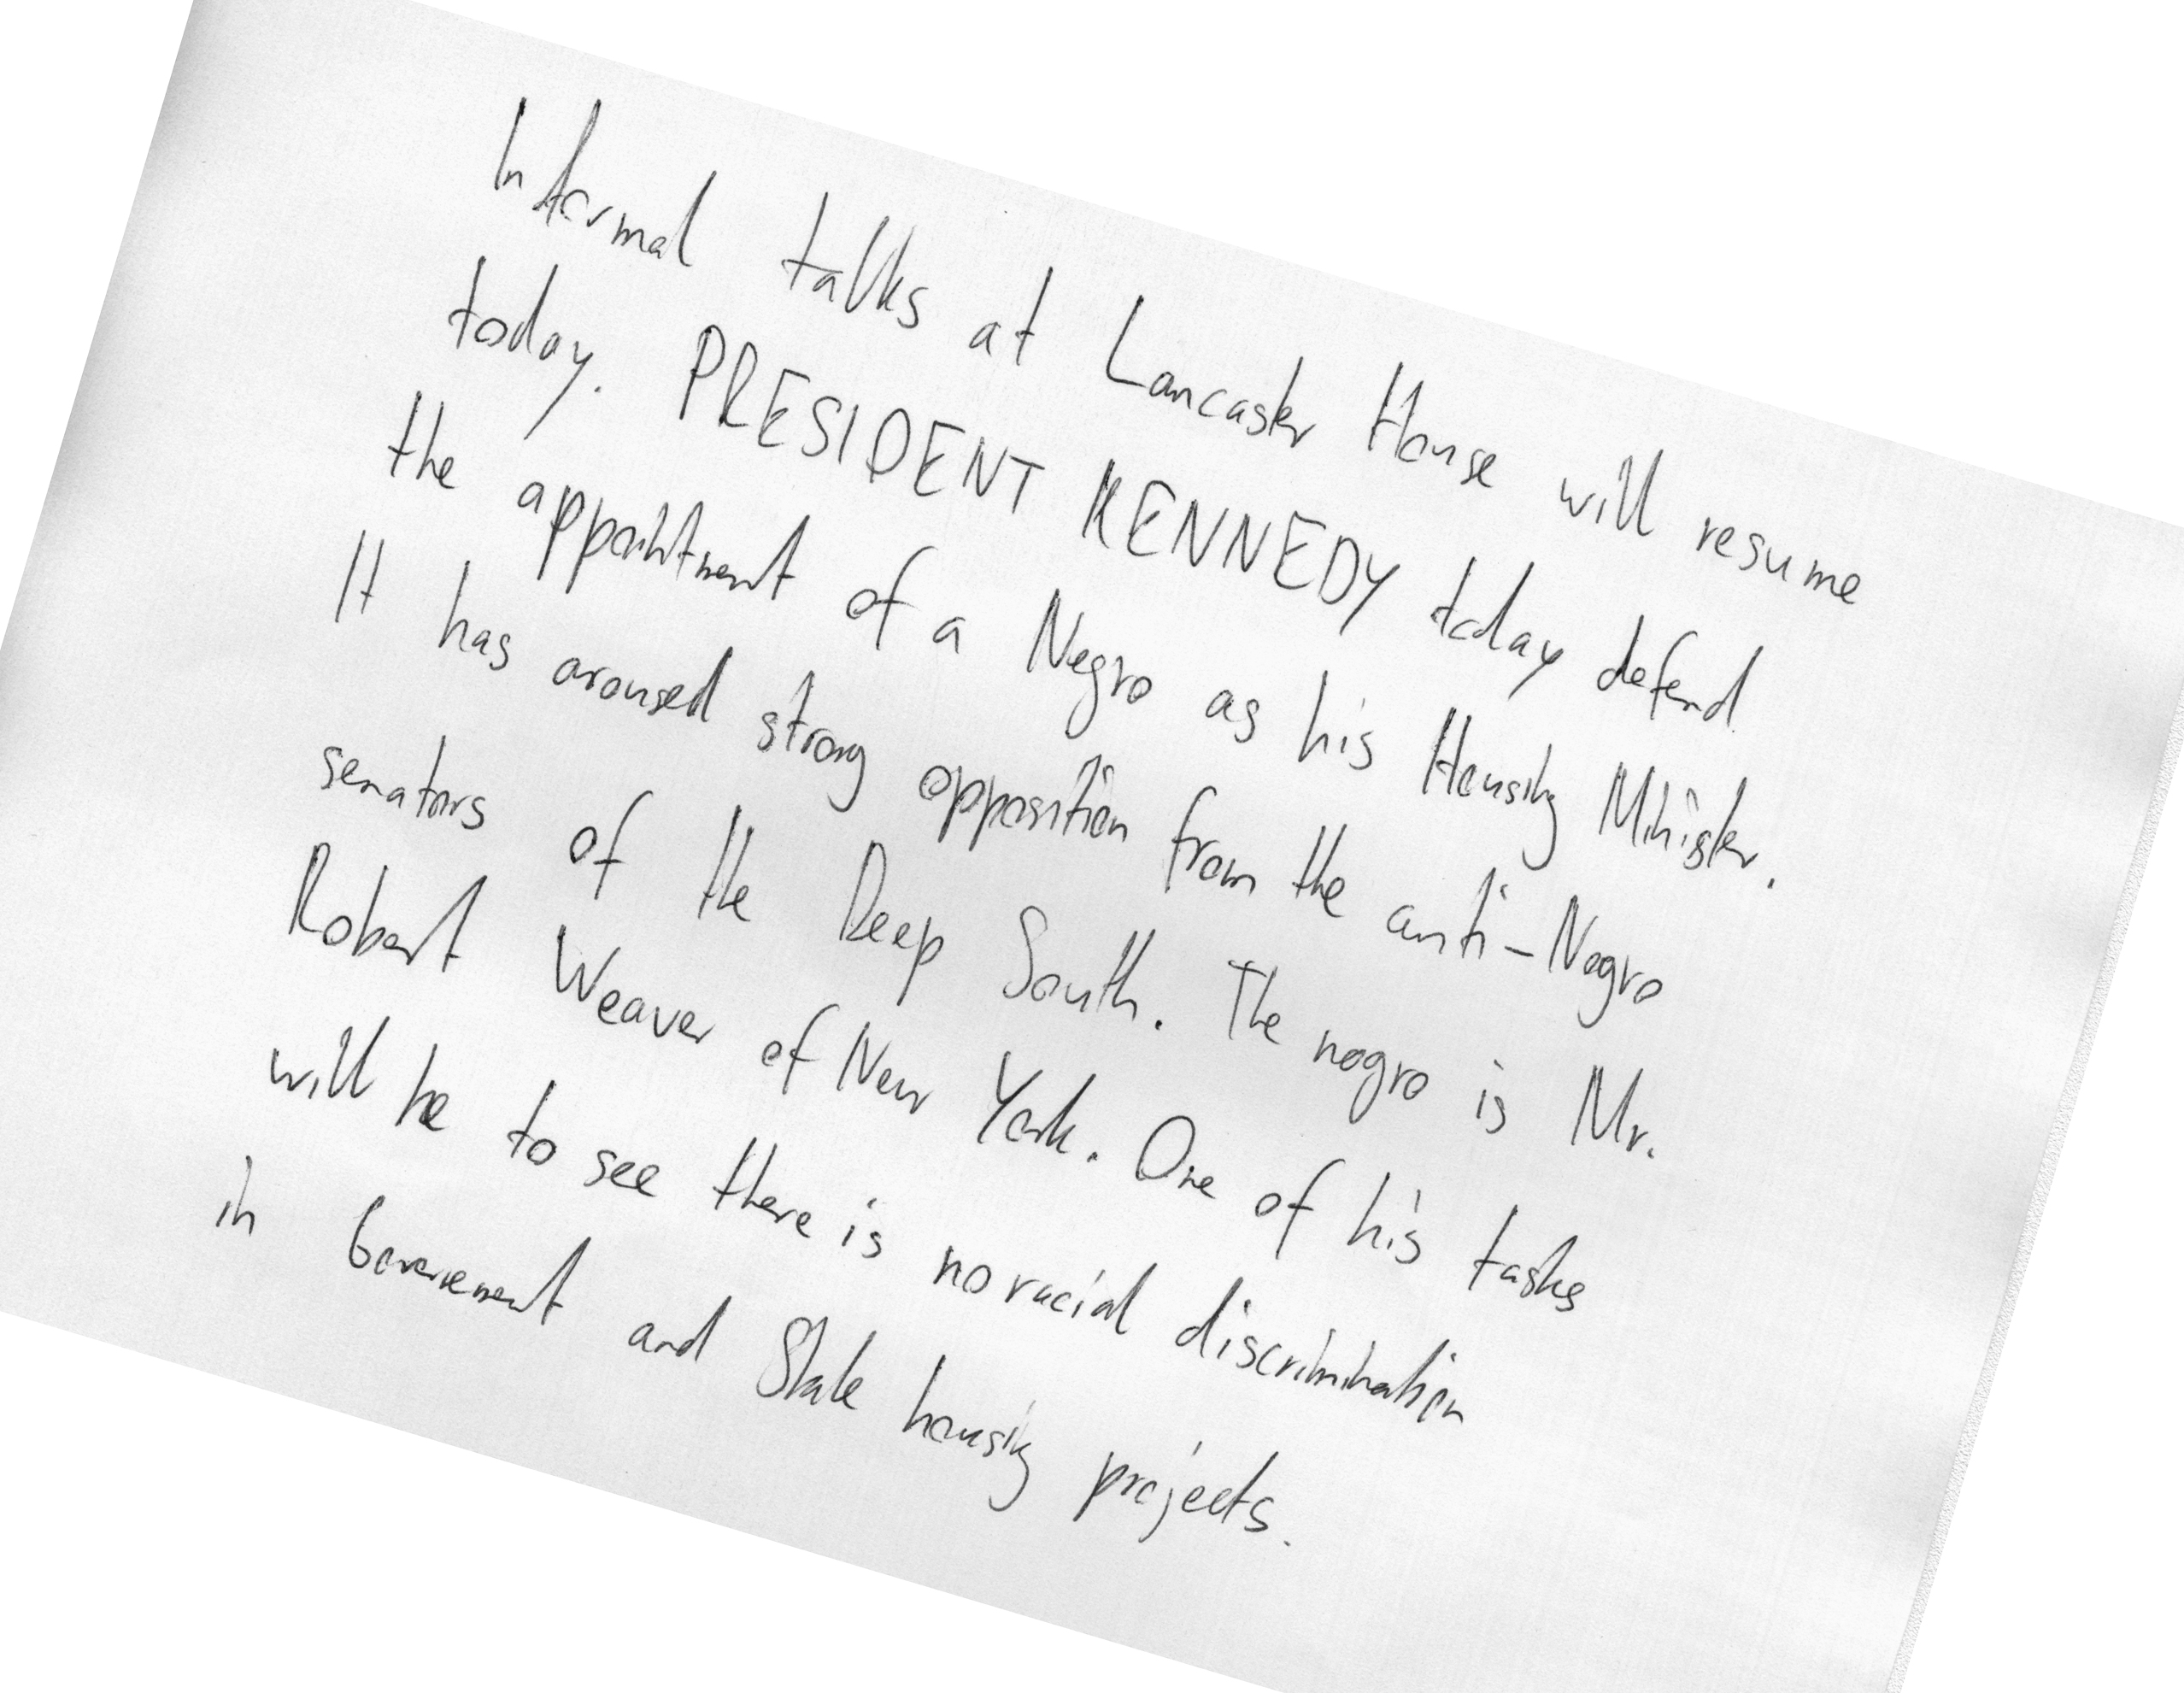 Informal talks at Lancaster House will resume
today. PRESIDENT KENNEDY today defend
the appointment of a Negro as his Housing Minister.
It has aroused strong opposition from the anti-Negro
senators of the Deep South. The negro is Mr.
Robert Weaver of New York. One of his tasks
will be to see there is no racial discrimination
in Government and State housing projects.